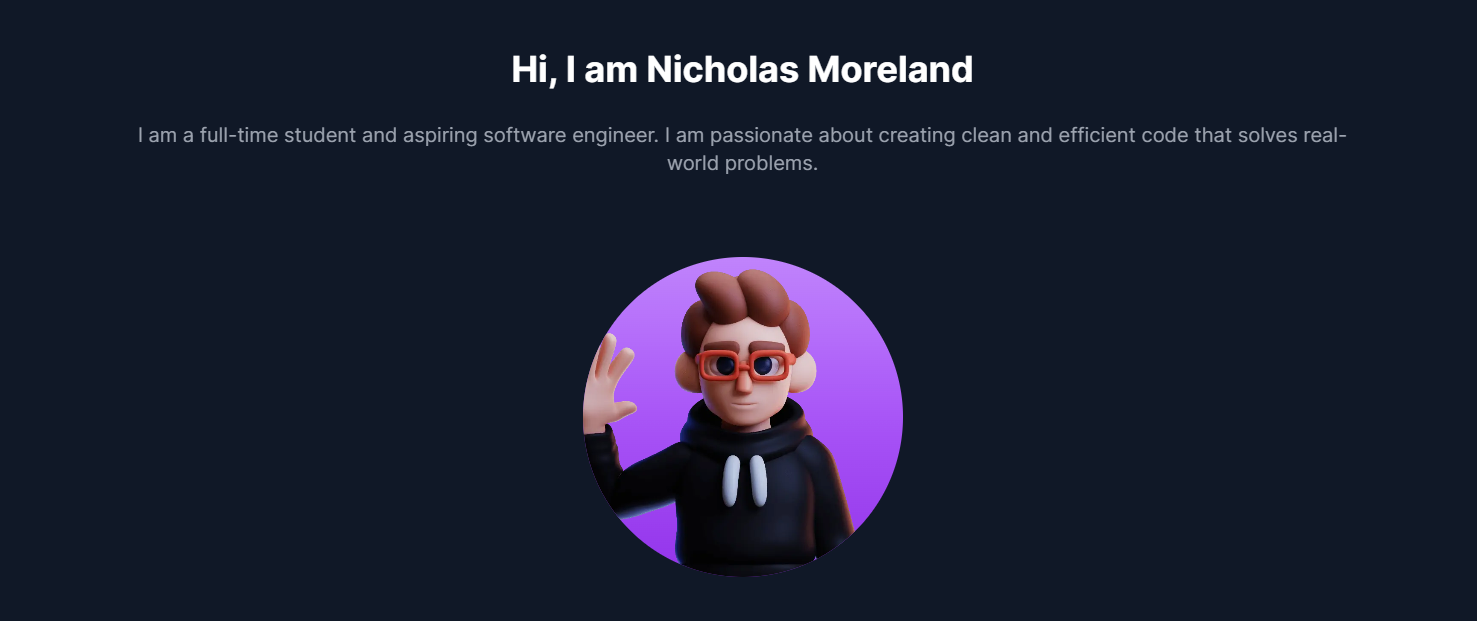 Hi, I am Nicholas Moreland
I am a full-time student and aspiring software engineer. I am passionate about creating clean and efficient code that solves real-
world problems.